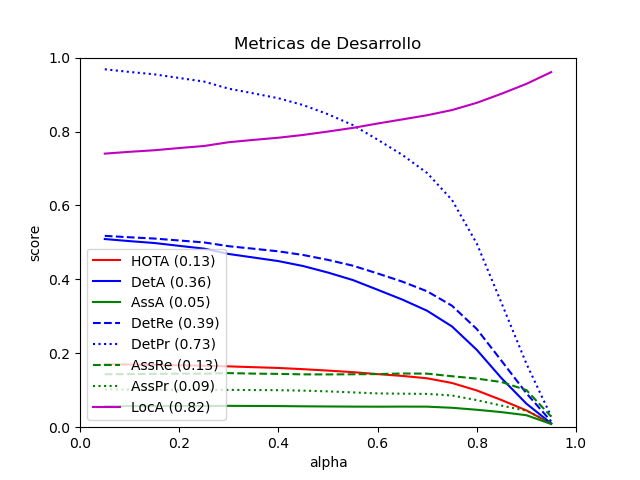 Metricas de Desarrollo
score
1.0
0.8
0.6
0.4
0.2
0.0
HOTA (0.13)
DetA (0.36)
AssA (0.05)
DetRe (0.39)
DetPr (0.73)
AssRe (0.13)
AssPr (0.09)
LocA (0.82)
0.0 0.2 0.4 0.6 0.8 1.0
alpha